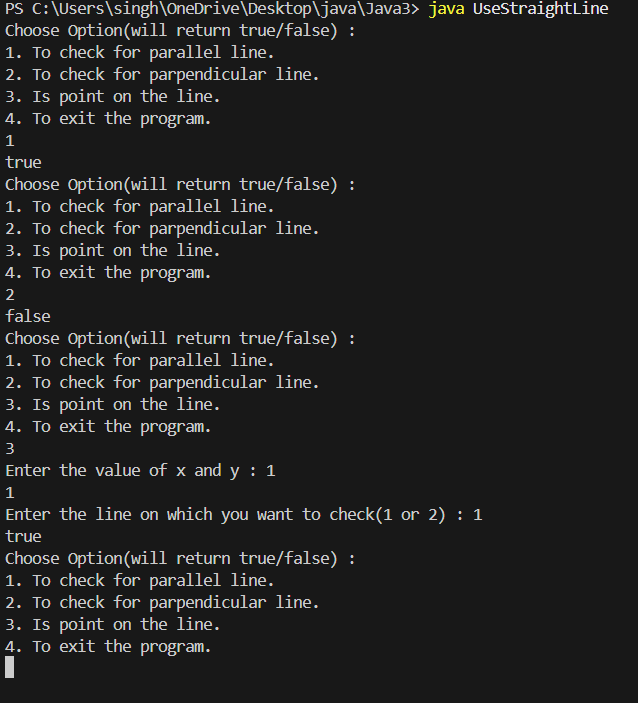 PS C:\Users\singh\OneDrive\Desktop\java\Java3> java UseStraightLine
Choose Option(will return true/false) :
1. To check for parallel line.
2. To check for parpendicular line.
3. Is point on the line.
4. To exit the program.
1
true
Choose Option(will return true/false) :
1. To check for parallel line.
2. To check for parpendicular line.
3. Is point on the line.
4. To exit the program.
2
false
Choose Option(will return true/false) :
1. To check for parallel line.
2. To check for parpendicular line.
3. Is point on the line.
4. To exit the program.
3
Enter the value of x and y : 1
1
Enter the line on which you want to check(1 or 2) : 1
true
Choose Option(will return true/false) :
1. To check for parallel line.
2. To check for parpendicular line.
3. Is point on the line.
4. To exit the program.